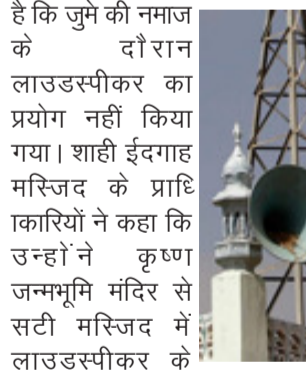 है कि जुमे की नमाज
के दौरान
लाउडस्पीकर का
प्रयोग नहीं किया
गया। शाही ईदगाह
मस्जिद के प्राधि
ाकारियों ने कहा कि
उन्होंने कृष्ण
जन्मभूमि मंदिर से
सटी मस्जिद में
लाउडस्पीकर के